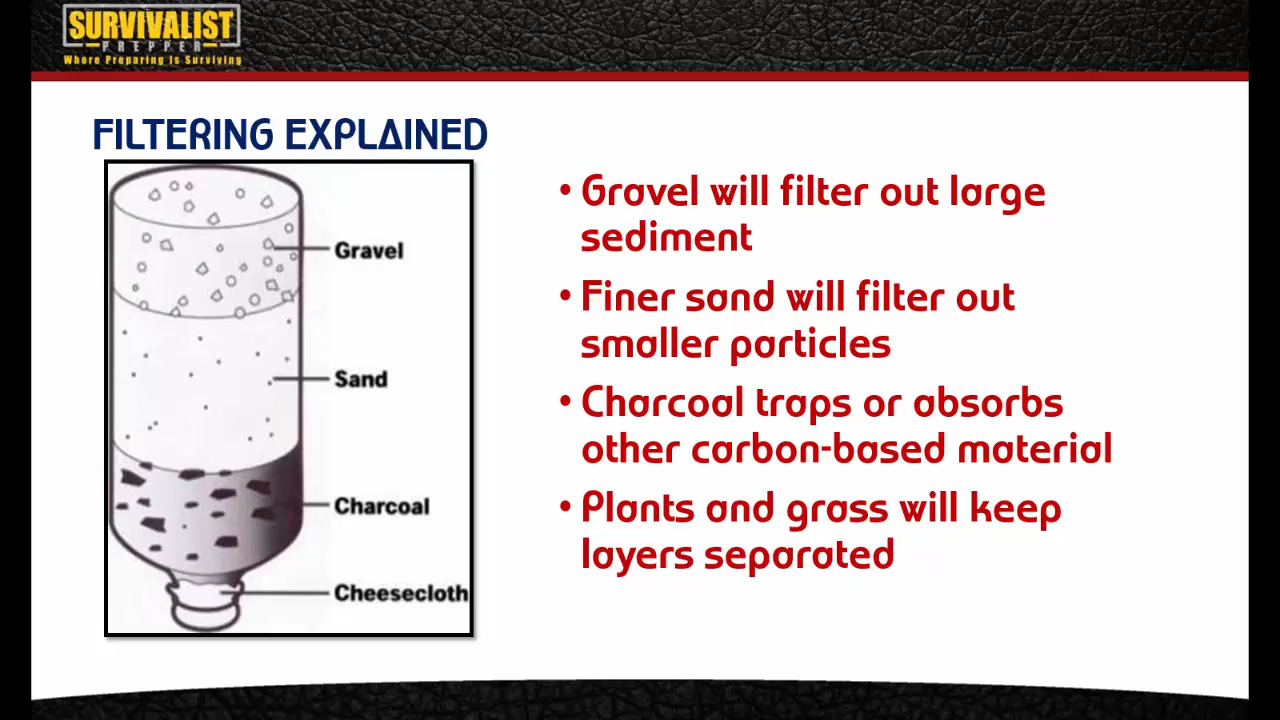 SURVIVALIST
PREPPER
Where Preparing Is Surviving
FILTERING EXPLAINED
Gravel
Sand
Charcoal
Cheesecloth
• Gravel will filter out large
sediment
• Finer sand will filter out
smaller particles
• Charcoal traps or absorbs
other carbon-based material
• Plants and grass will keep
layers separated